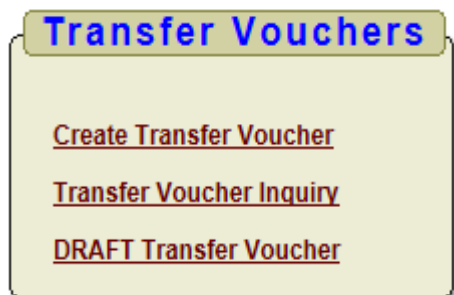 Transfer Vouchers
Create Transfer Voucher
Transfer Voucher Inquiry
DRAFT Transfer Voucher